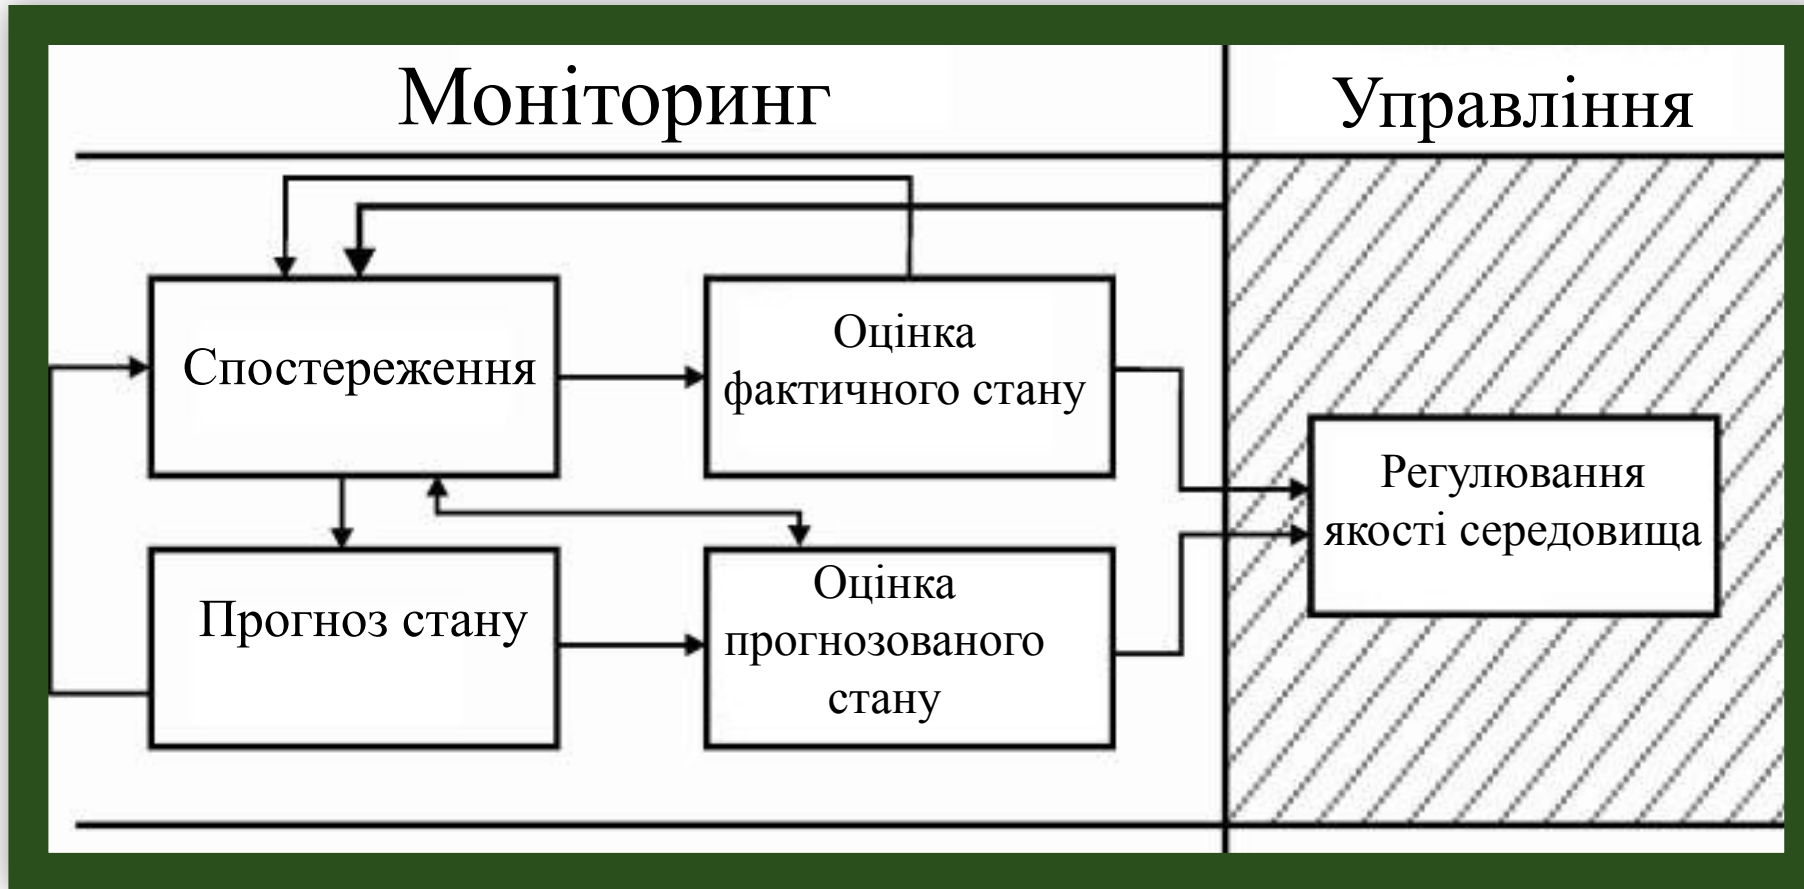 Моніторинг
Управління
Спостереження
Оцінка
фактичного стану
Регулювання
якості середовища
Прогноз стану
Оцінка
прогнозованого
стану